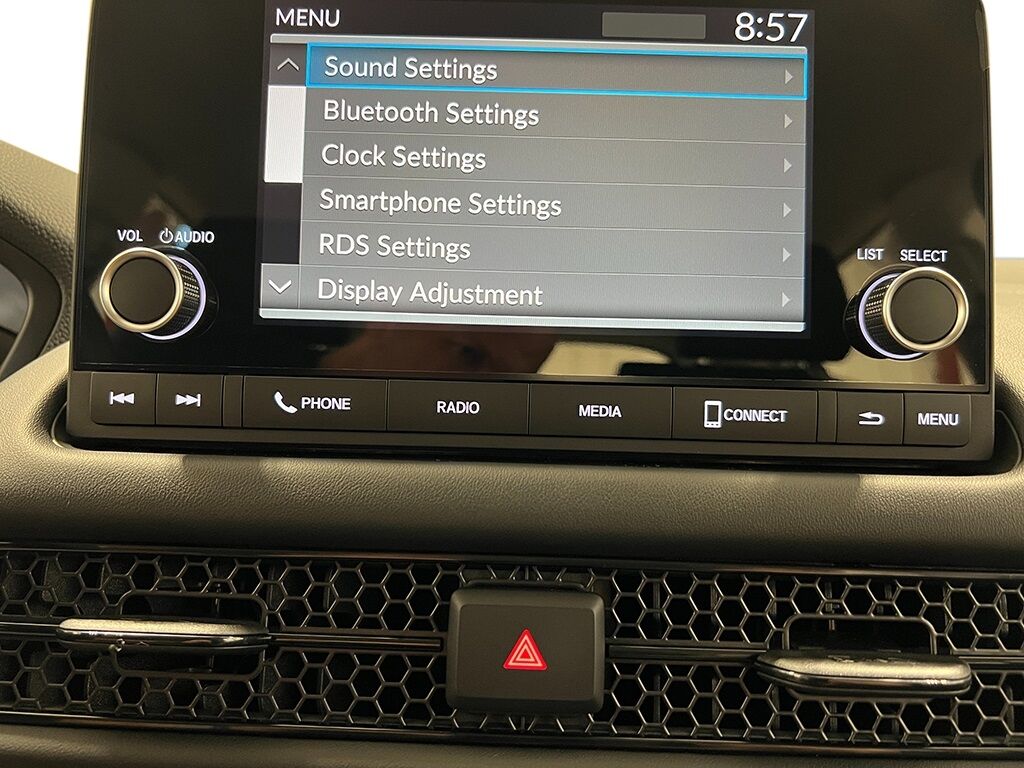 MENU 8:57
Sound Settings
Bluetooth Settings
Clock Settings
Smartphone Settings
RDS Settings
Display Adjustment
VOL AUDIO
LIST SELECT
PHONE RADIO MEDIA CONNECT MENU